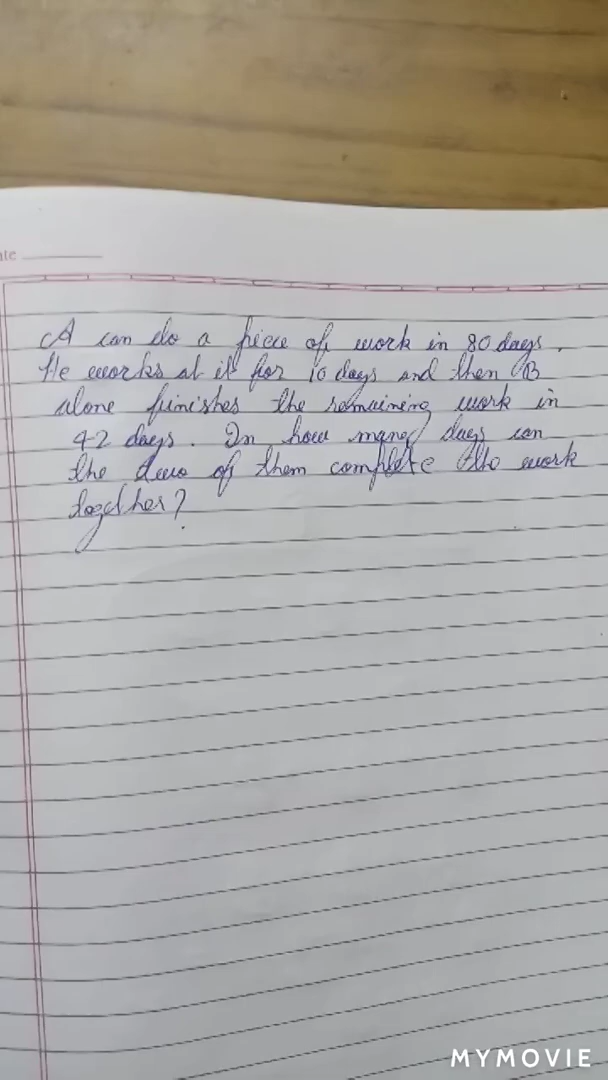 ate
A can do a piece of work in 80 days.
He works at it for 10 days and then B
alone finishes the remaining work in
42 days. In how many days can
the two of them complete the work
together?
MYMOVIE